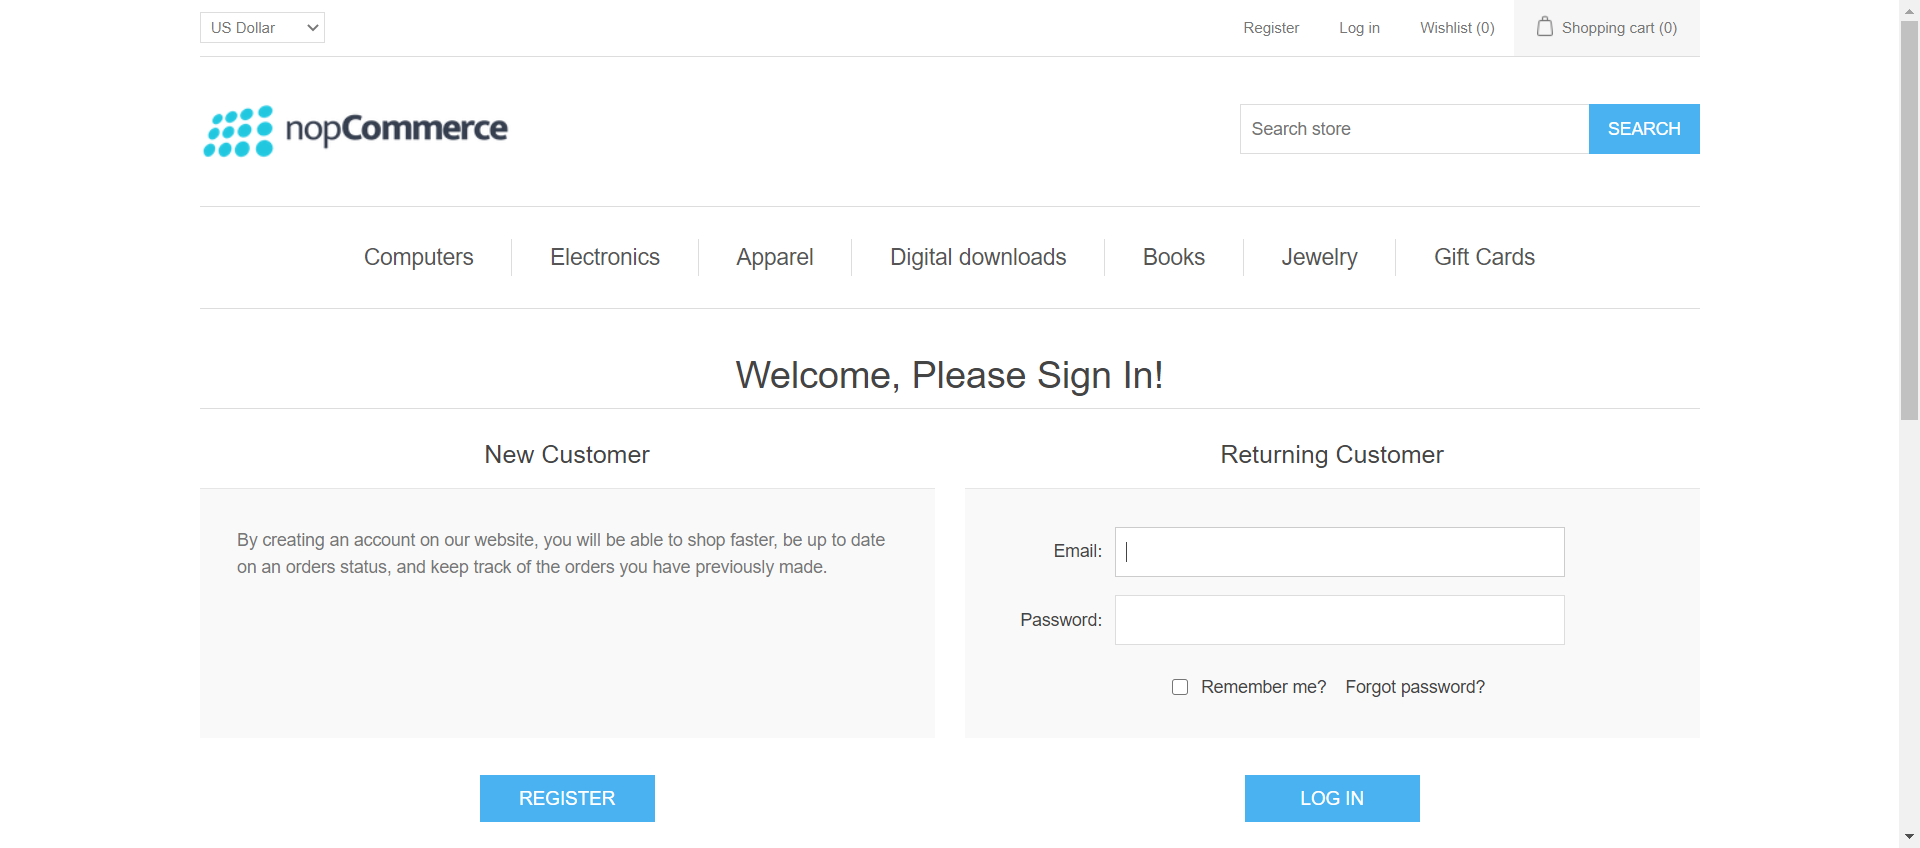 US Dollar
Register
Log in
Wishlist (0)
Shopping cart (0)
nopCommerce
Search store
SEARCH
Computers
Electronics
Apparel
Digital downloads
Books
Jewelry
Gift Cards
Welcome, Please Sign In!
New Customer
By creating an account on our website, you will be able to shop faster, be up to date
on an orders status, and keep track of the orders you have previously made.
REGISTER
Returning Customer
Email:
Password:
Remember me?
Forgot password?
LOG IN